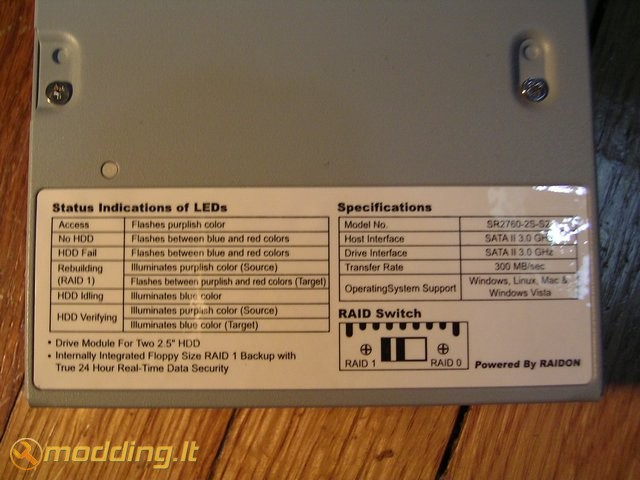 Status Indications of LEDs
Access Flashes purplish color
No HDD Flashes between blue and red colors
HDD Fail Flashes between blue and red colors
Rebuilding (RAID 1) Illuminates purplish color (Source)
Flashes between purplish and red colors (Target)
HDD Idling Illuminates blue color
HDD Verifying Illuminates purplish color (Source)
Illuminates blue color (Target)
• Drive Module For Two 2.5" HDD
• Internally Integrated Floppy Size RAID 1 Backup with
True 24 Hour Real-Time Data Security
Specifications
Model No. SR2760-2S-S2
Host Interface SATA II 3.0 GHz
Drive Interface SATA II 3.0 GHz
Transfer Rate 300 MB/sec
OperatingSystem Support Windows, Linux, Mac &
Windows Vista
RAID Switch
RAID 1 RAID 0
Powered By RAIDON
modding.lt